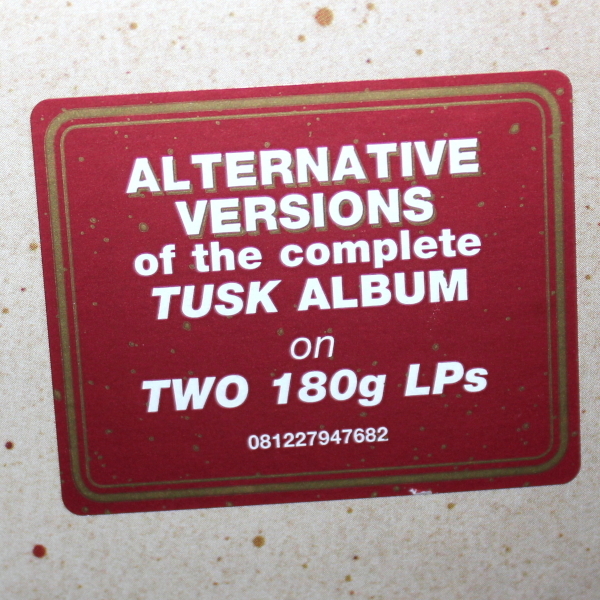 ALTERNATIVE
VERSIONS
of the complete
TUSK ALBUM
on
TWO 180g LPs
081227947682